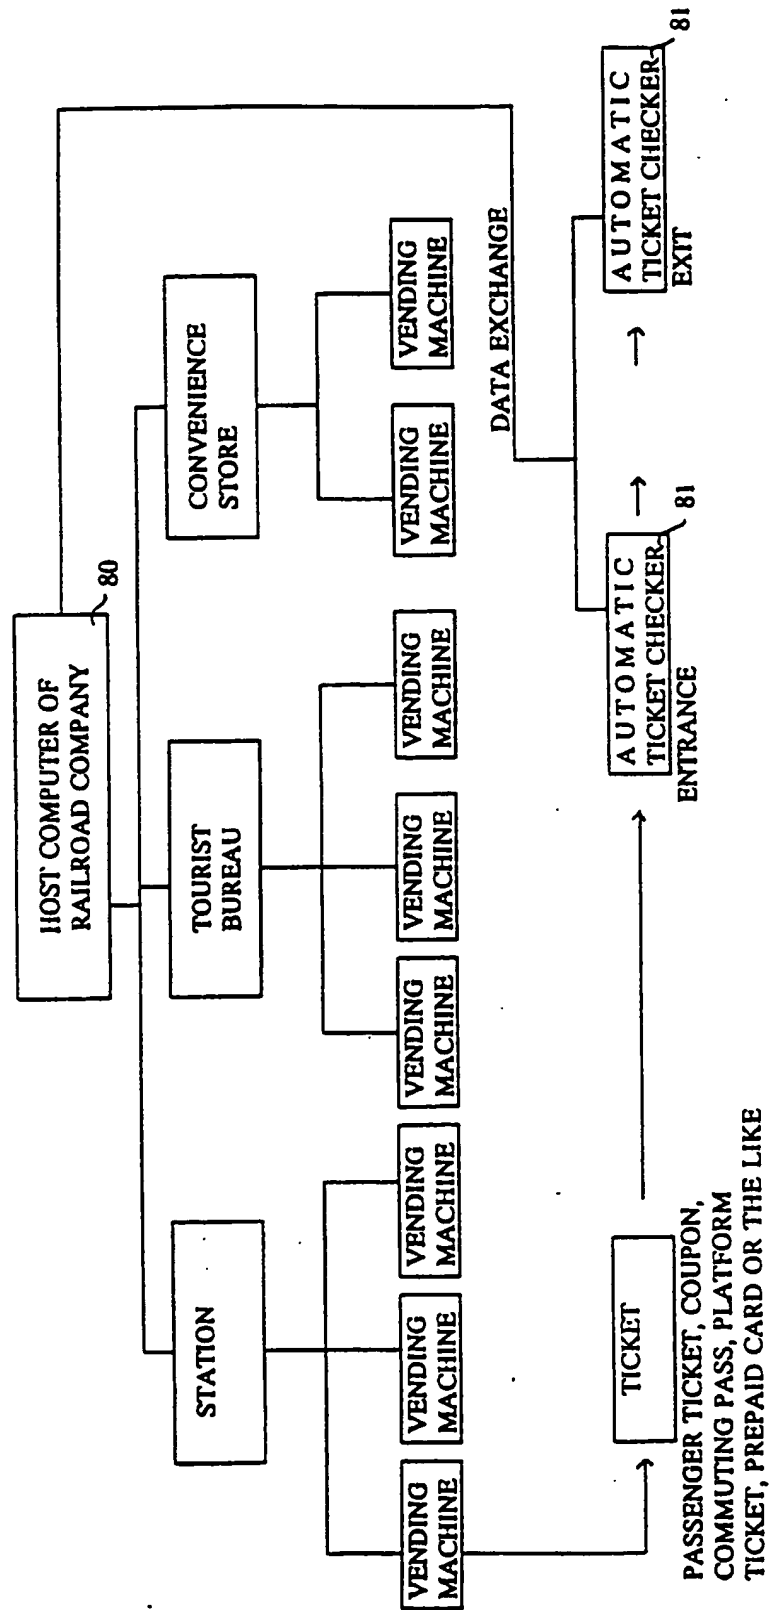 HOST COMPUTER OF
RAILROAD COMPANY
80
STATION
TOURIST
BUREAU
CONVENIENCE
STORE
VENDING
MACHINE
VENDING
MACHINE
VENDING
MACHINE
VENDING
MACHINE
VENDING
MACHINE
VENDING
MACHINE
VENDING
MACHINE
VENDING
MACHINE
DATA EXCHANGE
TICKET
PASSENGER TICKET, COUPON,
COMMUTING PASS, PLATFORM
TICKET, PREPAID CARD OR THE LIKE
AUTOMATIC
TICKET CHECKER
81
ENTRANCE
AUTOMATIC
TICKET CHECKER
81
EXIT